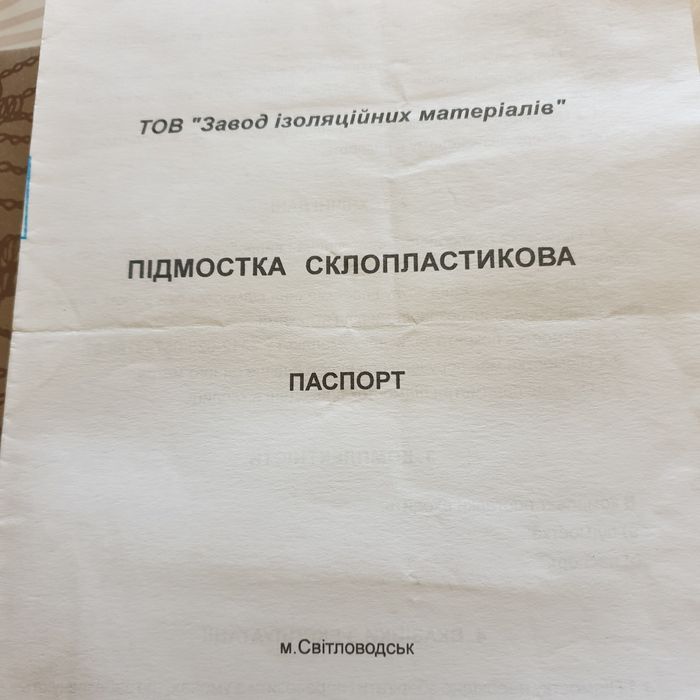 ТОВ "Завод ізоляційних матеріалів"
ПІДМОСТКА СКЛОПЛАСТИКОВА
ПАСПОРТ
м.Світловодськ